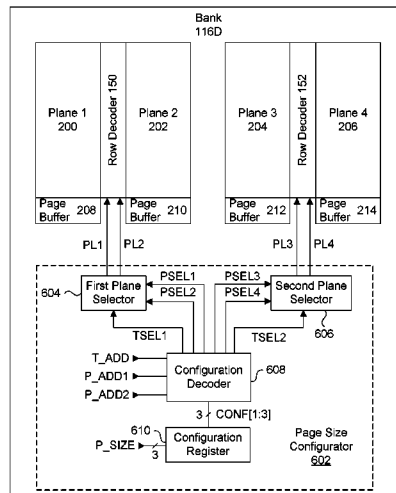 Bank
116D
Plane 1
200
Row Decoder 150
Plane 2
202
Plane 3
204
Row Decoder 152
Plane 4
206
Page
Buffer 208
Page
Buffer 210
Page
Buffer 212
Page
Buffer 214
PL1
PL2
PL3
PL4
604
First Plane
Selector
PSEL1
PSEL2
PSEL3
PSEL4
Second Plane
Selector
606
TSEL1
TSEL2
T_ADD
P_ADD1
P_ADD2
Configuration
Decoder
608
3
CONF[1:3]
610
P_SIZE
3
Configuration
Register
Page Size
Configurator
602